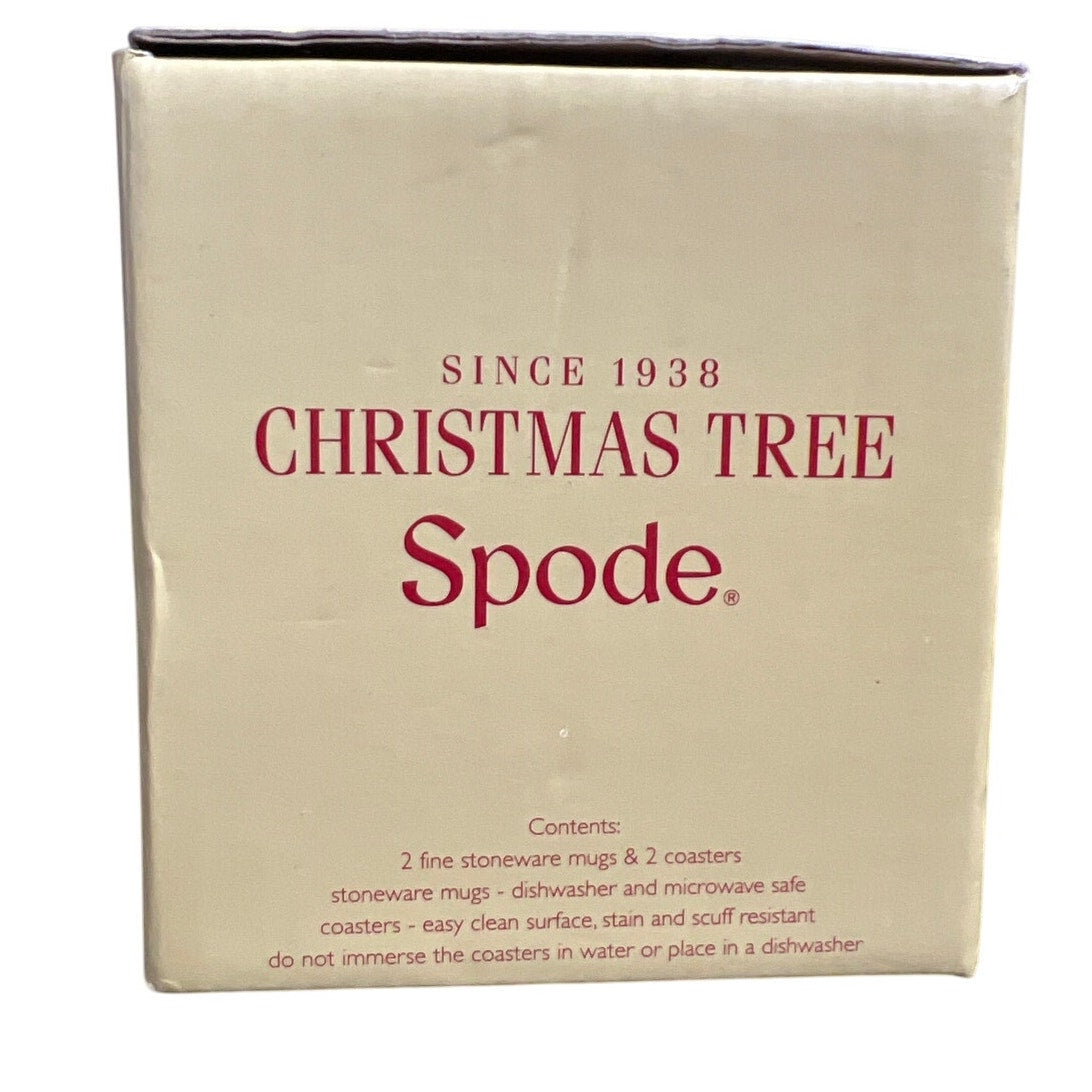 SINCE 1938
CHRISTMAS TREE
Spode®
Contents:
2 fine stoneware mugs & 2 coasters
stoneware mugs - dishwasher and microwave safe
coasters - easy clean surface, stain and scuff resistant
do not immerse the coasters in water or place in a dishwasher